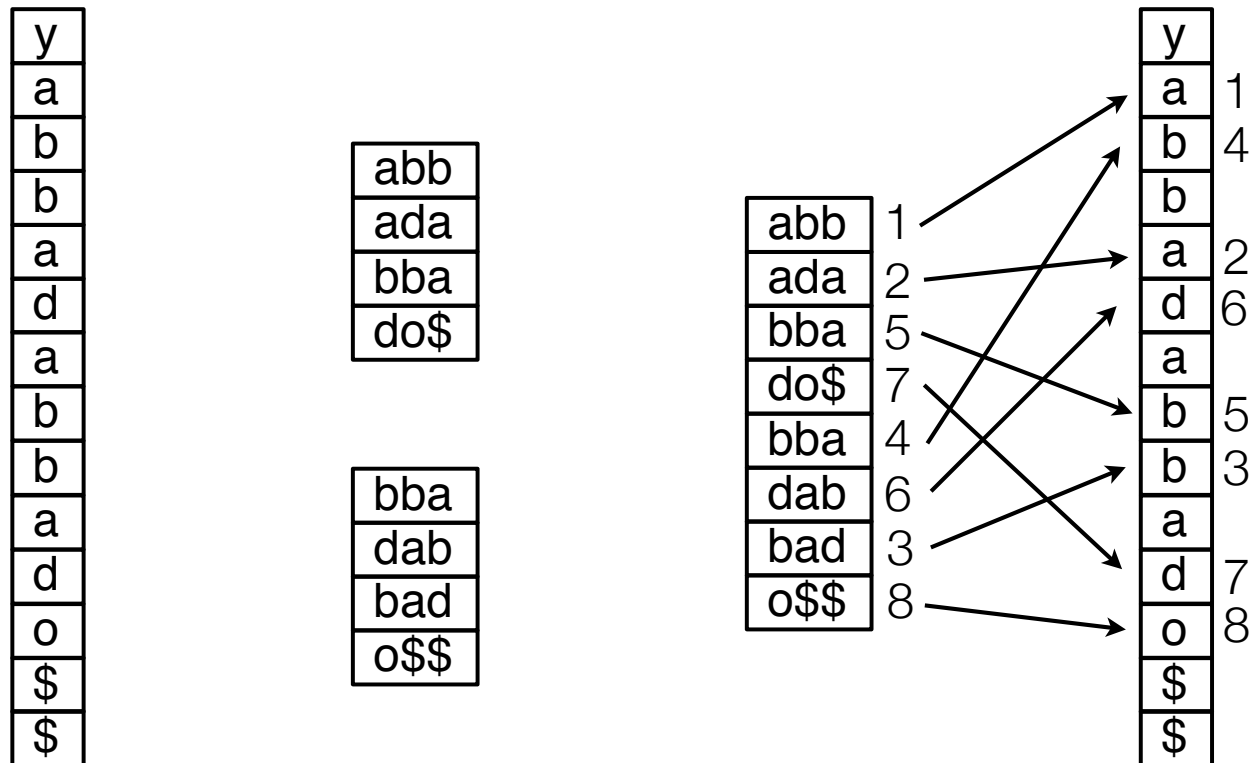 y
a
b
b
a
d
a
b
b
a
d
o
$
$
abb
ada
bba
do$
bba
dab
bad
o$$
abb 1
ada 2
bba 5
do$ 7
bba 4
dab 6
bad 3
o$$ 8
y
a 1
b 4
b
a 2
d 6
a
b 5
b 3
a
d 7
o 8
$
$